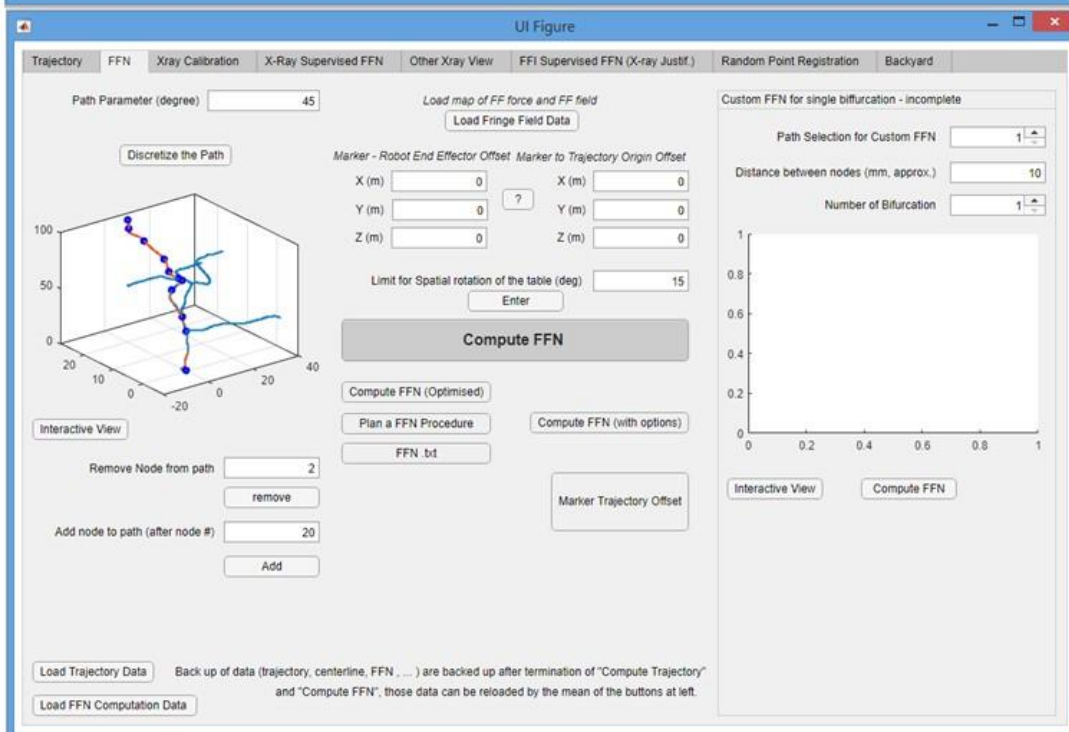 UI Figure
Trajectory FFN Xray Calibration X-Ray Supervised FFN Other Xray View FFI Supervised FFN (X-ray Justif.) Random Point Registration Backyard
Path Parameter (degree) 45
Discretize the Path
100
50
0
20
10
0
-20
0
20
40
Interactive View
Remove Node from path 2
remove
Add node to path (after node #) 20
Add
Load map of FF force and FF field
Load Fringe Field Data
Marker - Robot End Effector Offset Marker to Trajectory Origin Offset
X (m) 0 X (m) 0
?
Y (m) 0 Y (m) 0
Z (m) 0 Z (m) 0
Limit for Spatial rotation of the table (deg) 15
Enter
Compute FFN
Compute FFN (Optimised)
Plan a FFN Procedure Compute FFN (with options)
FFN .txt
Marker Trajectory Offset
Custom FFN for single biffurcation - incomplete
Path Selection for Custom FFN 1
Distance between nodes (mm, approx.) 10
Number of Bifurcation 1
1
0.8
0.6
0.4
0.2
0
0 0.2 0.4 0.6 0.8 1
Interactive View Compute FFN
Load Trajectory Data Back up of data (trajectory, centerline, FFN , ... ) are backed up after termination of "Compute Trajectory"
and "Compute FFN", those data can be reloaded by the mean of the buttons at left.
Load FFN Computation Data